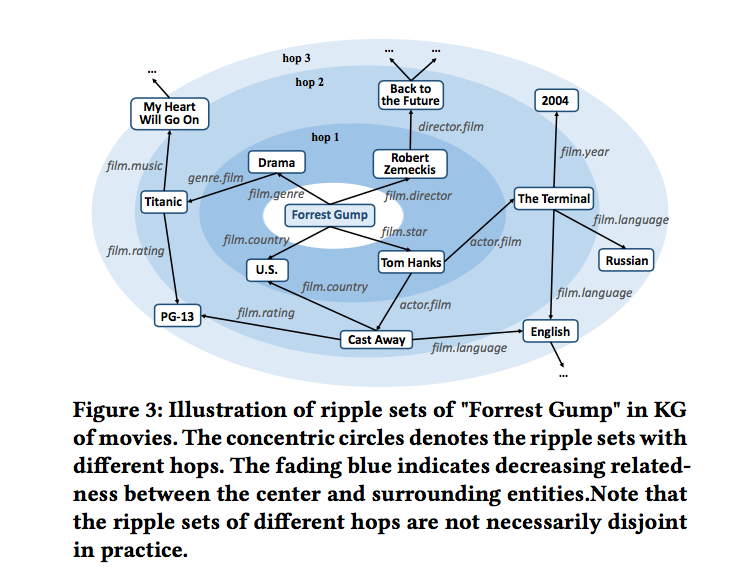 hop 3
hop 2
hop 1
...
...
...
My Heart
Will Go On
Back to
the Future
2004
director.film
film.music
genre.film
Drama
Robert
Zemeckis
film.year
Titanic
film.genre
film.director
The Terminal
Forrest Gump
film.star
film.language
film.country
actor.film
film.rating
U.S.
Tom Hanks
Russian
film.country
film.language
actor.film
PG-13
film.rating
Cast Away
English
film.language
...
Figure 3: Illustration of ripple sets of "Forrest Gump" in KG
of movies. The concentric circles denotes the ripple sets with
different hops. The fading blue indicates decreasing related-
ness between the center and surrounding entities.Note that
the ripple sets of different hops are not necessarily disjoint
in practice.